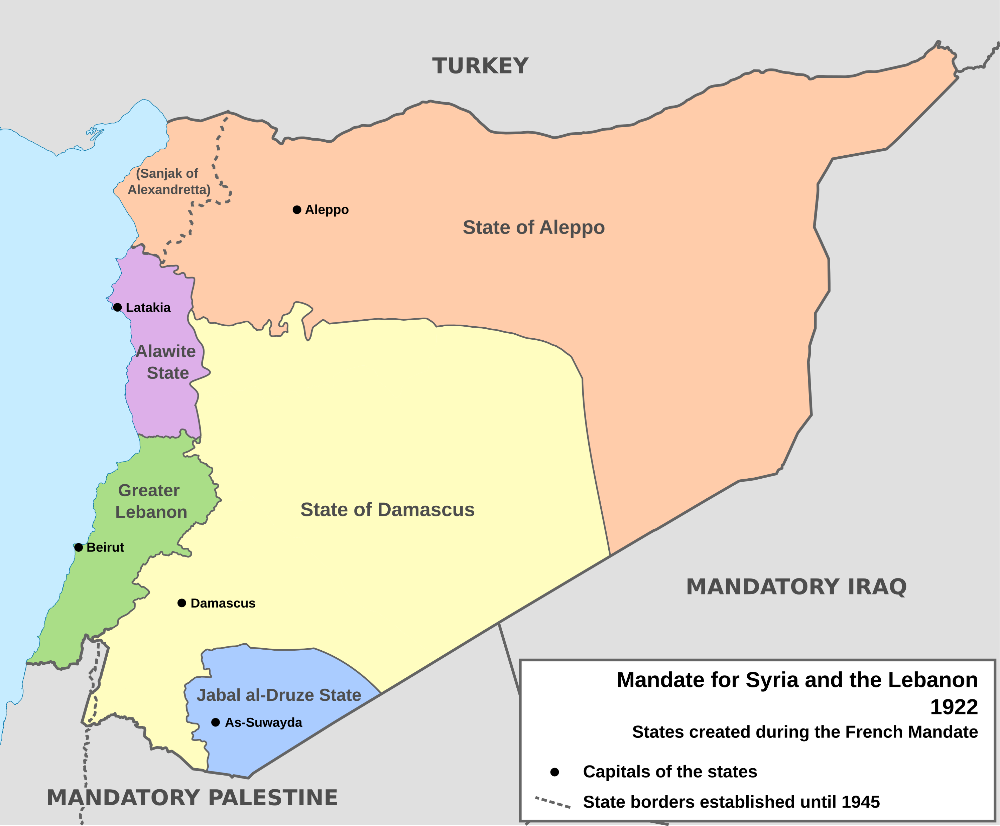 TURKEY
(Sanjak of
Alexandretta)
Aleppo
State of Aleppo
Latakia
Alawite
State
Greater
Lebanon
State of Damascus
Beirut
MANDATORY IRAQ
Damascus
Jabal al-Druze State
As-Suwayda
MANDATORY PALESTINE
Mandate for Syria and the Lebanon
1922
States created during the French Mandate
Capitals of the states
State borders established until 1945